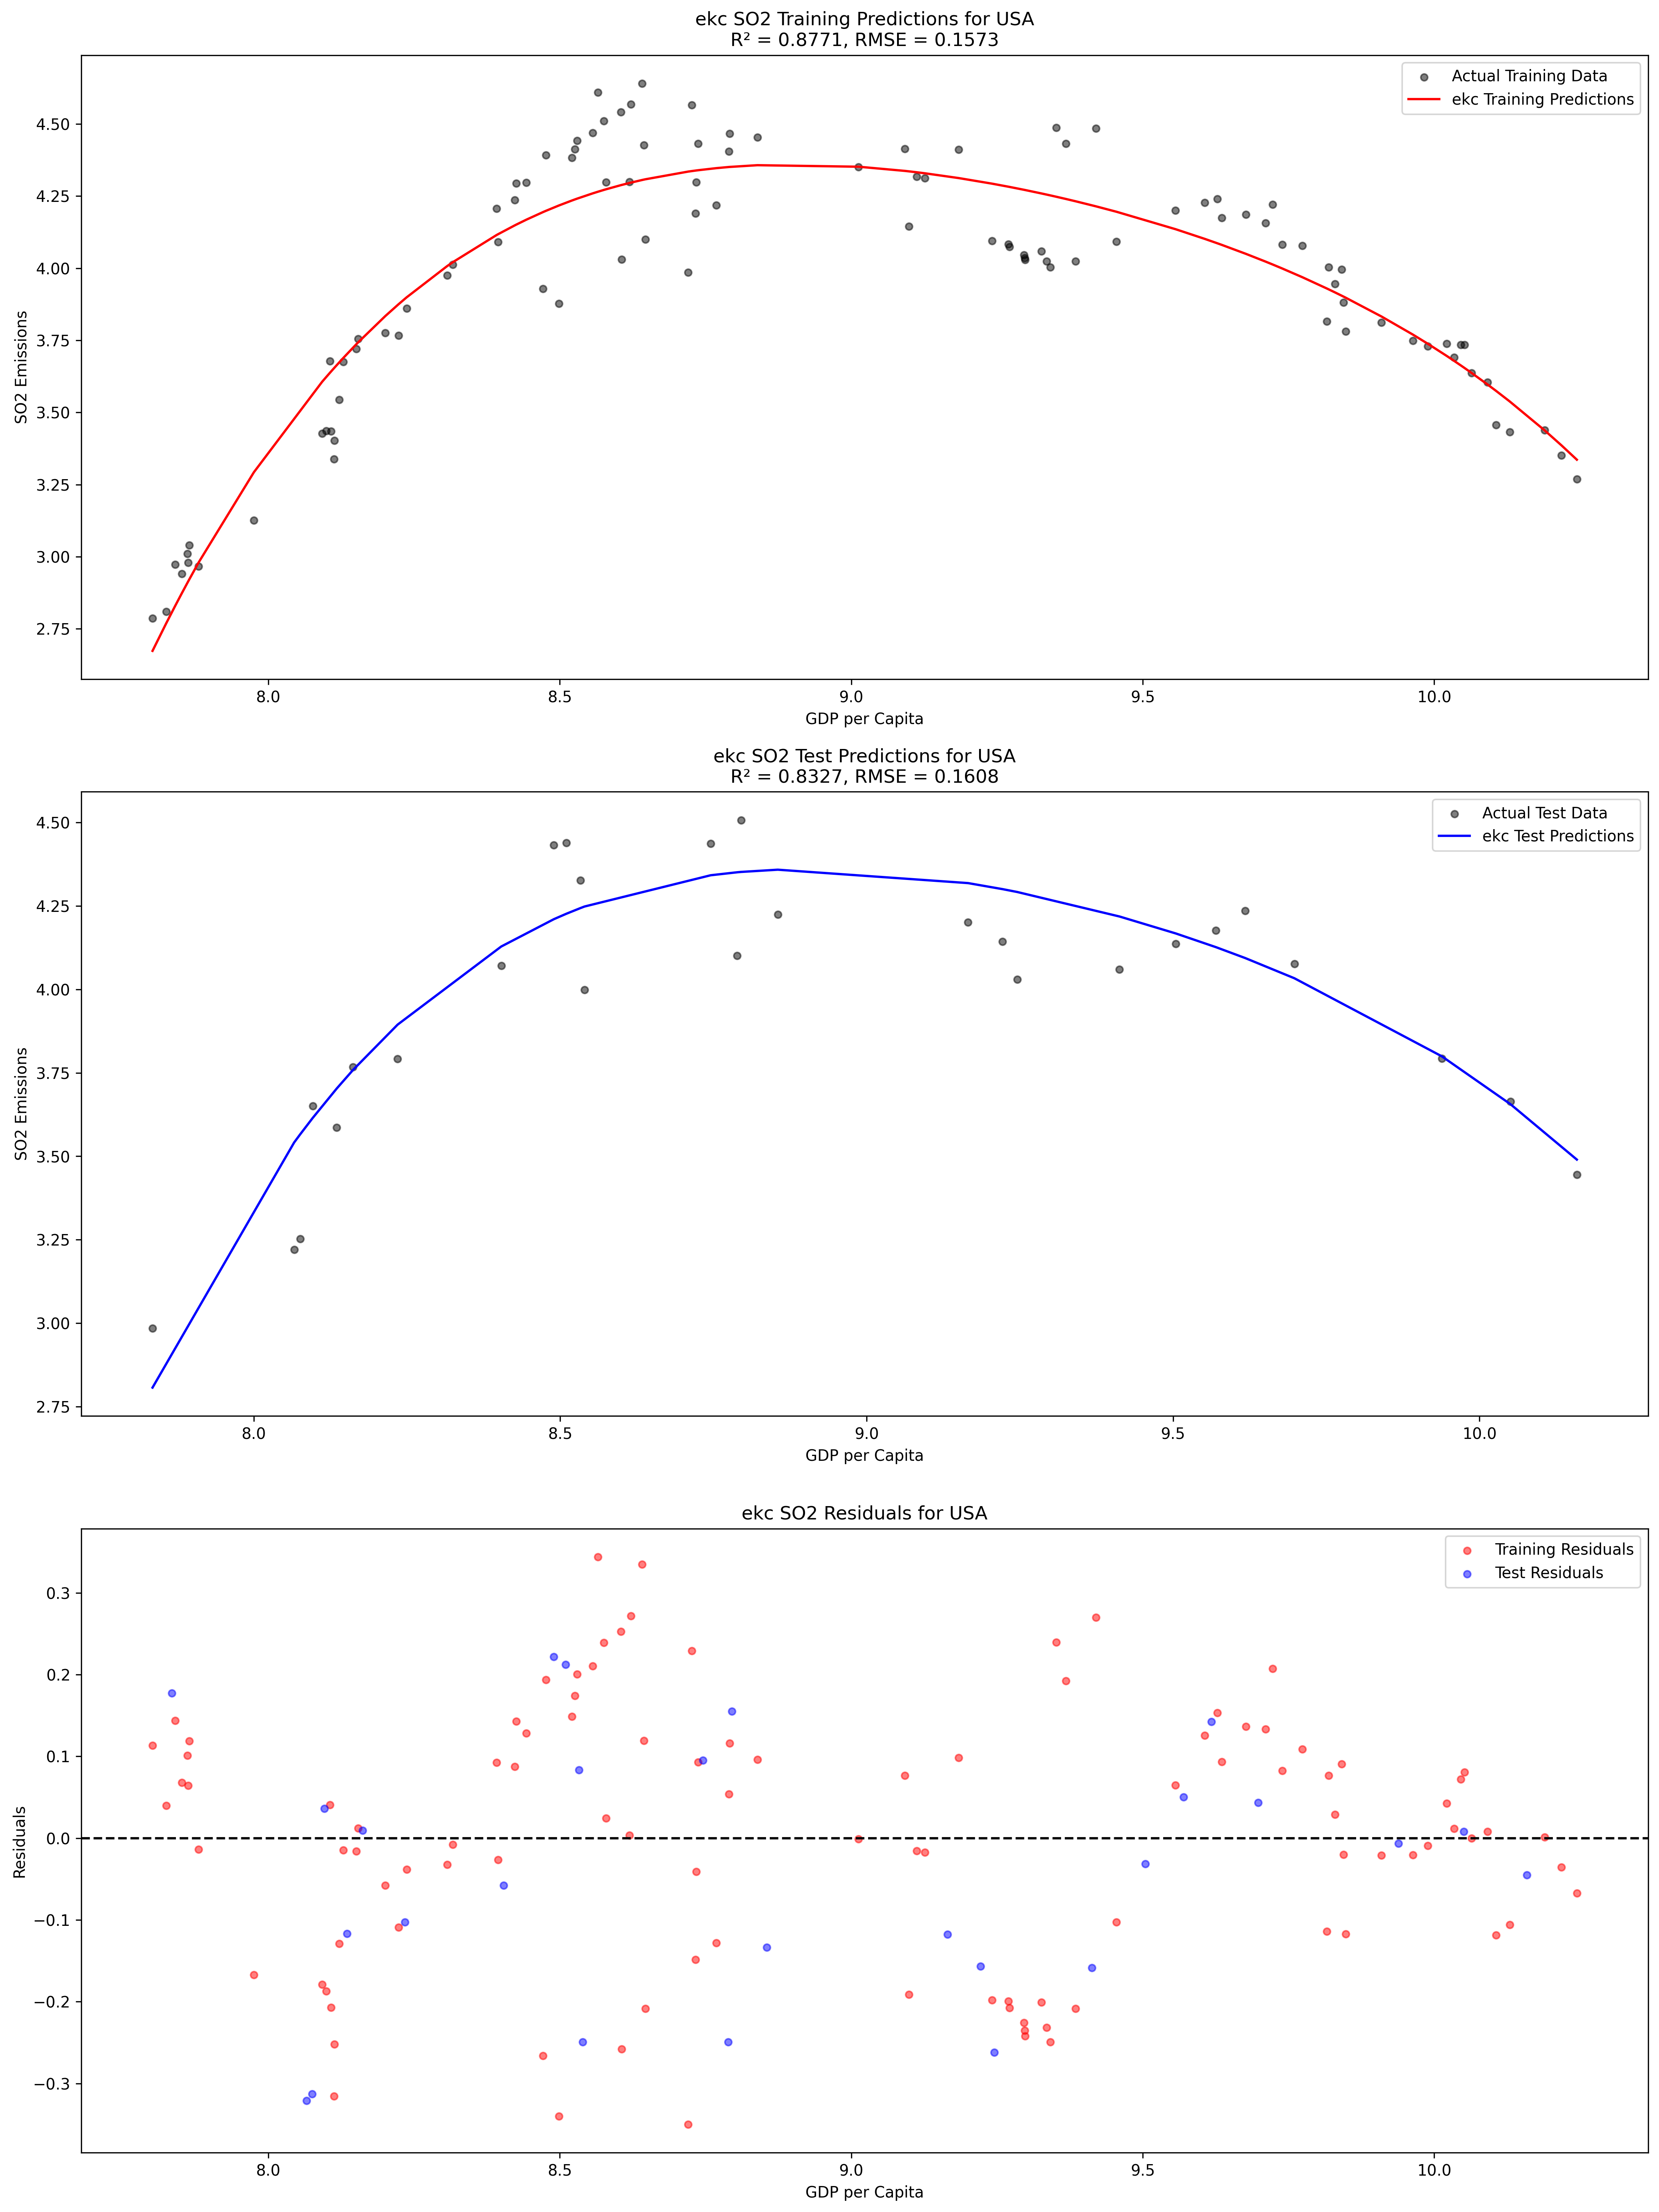 ekc SO2 Training Predictions for USA
R² = 0.8771, RMSE = 0.1573
Actual Training Data
ekc Training Predictions
4.50
4.25
4.00
3.75
3.50
3.25
3.00
2.75
SO2 Emissions
8.0 8.5 9.0 9.5 10.0
GDP per Capita
ekc SO2 Test Predictions for USA
R² = 0.8327, RMSE = 0.1608
Actual Test Data
ekc Test Predictions
4.50
4.25
4.00
3.75
3.50
3.25
3.00
2.75
SO2 Emissions
8.0 8.5 9.0 9.5 10.0
GDP per Capita
ekc SO2 Residuals for USA
Training Residuals
Test Residuals
0.3
0.2
0.1
0.0
−0.1
−0.2
−0.3
Residuals
8.0 8.5 9.0 9.5 10.0
GDP per Capita